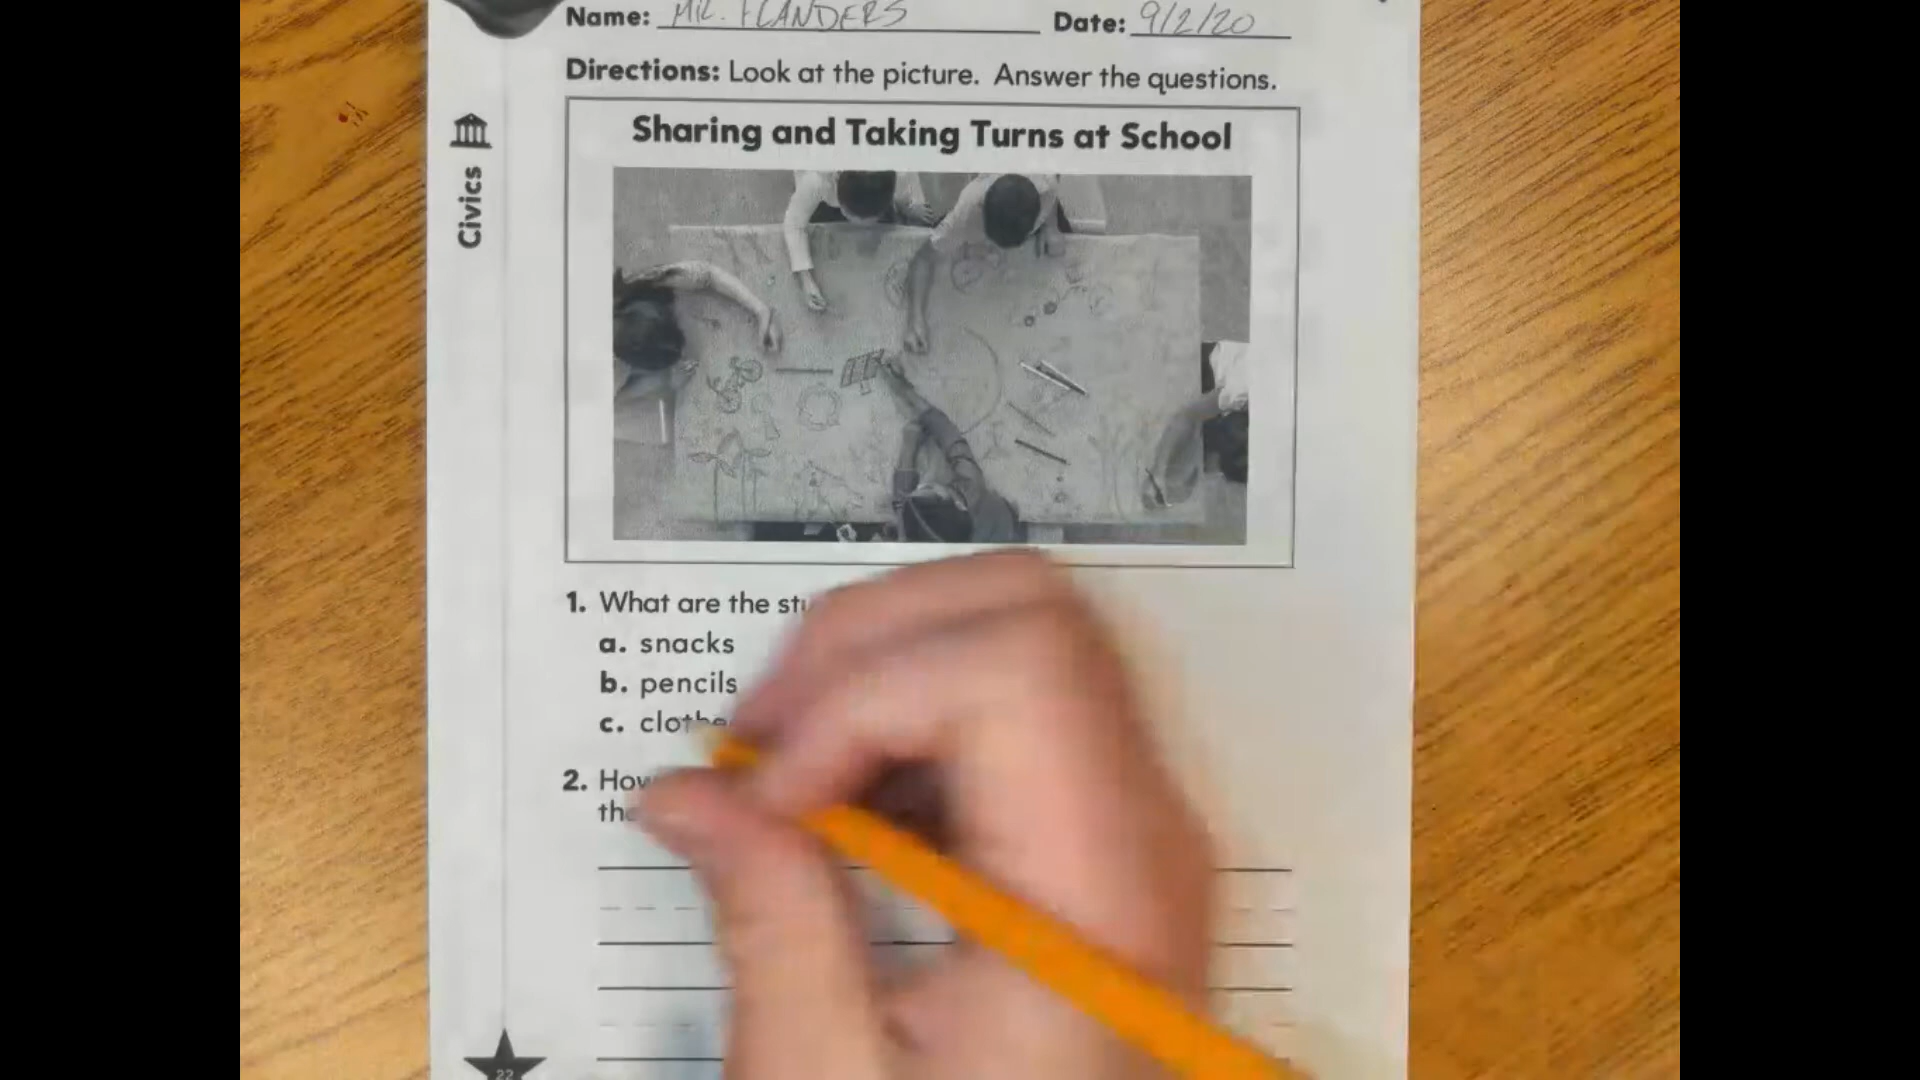 Name: MR. FLANDERS Date: 9/2/20
Directions: Look at the picture. Answer the questions.
Civics
Sharing and Taking Turns at School
1. What are the
a. snacks
b. pencils
c.
2.
22